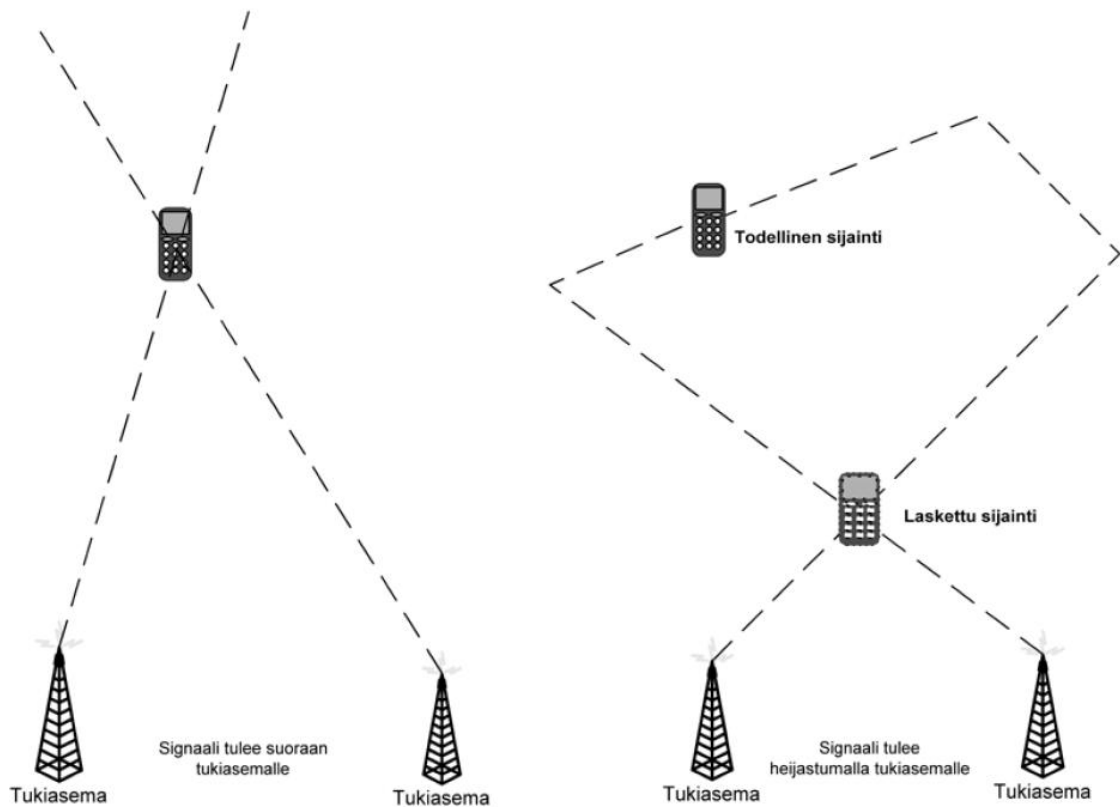 Todellinen sijainti
Laskettu sijainti
Signaali tulee suoraan
tukiasemalle
Tukiasema
Tukiasema
Signaali tulee
heijastumalla tukiasemalle
Tukiasema
Tukiasema